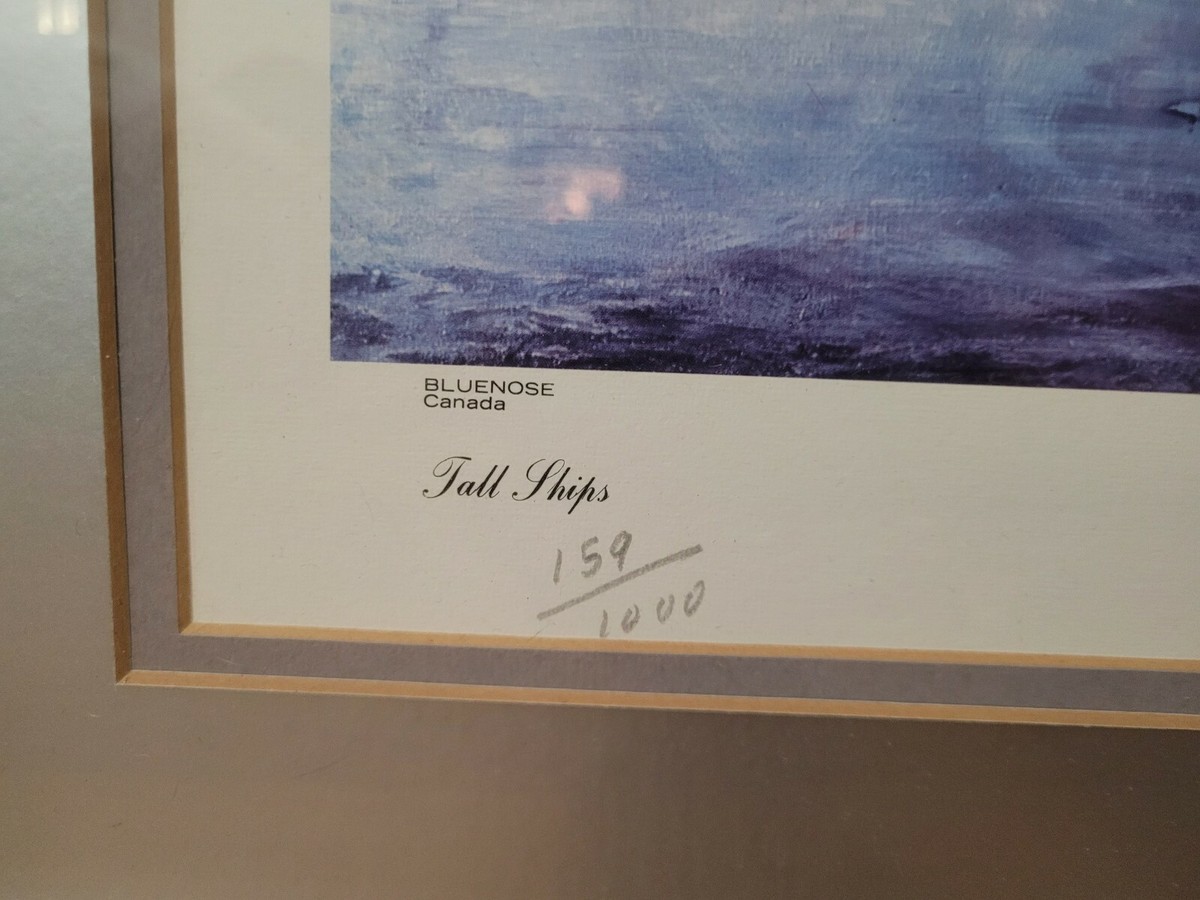 BLUENOSE
Canada
Tall Ships
159
1000